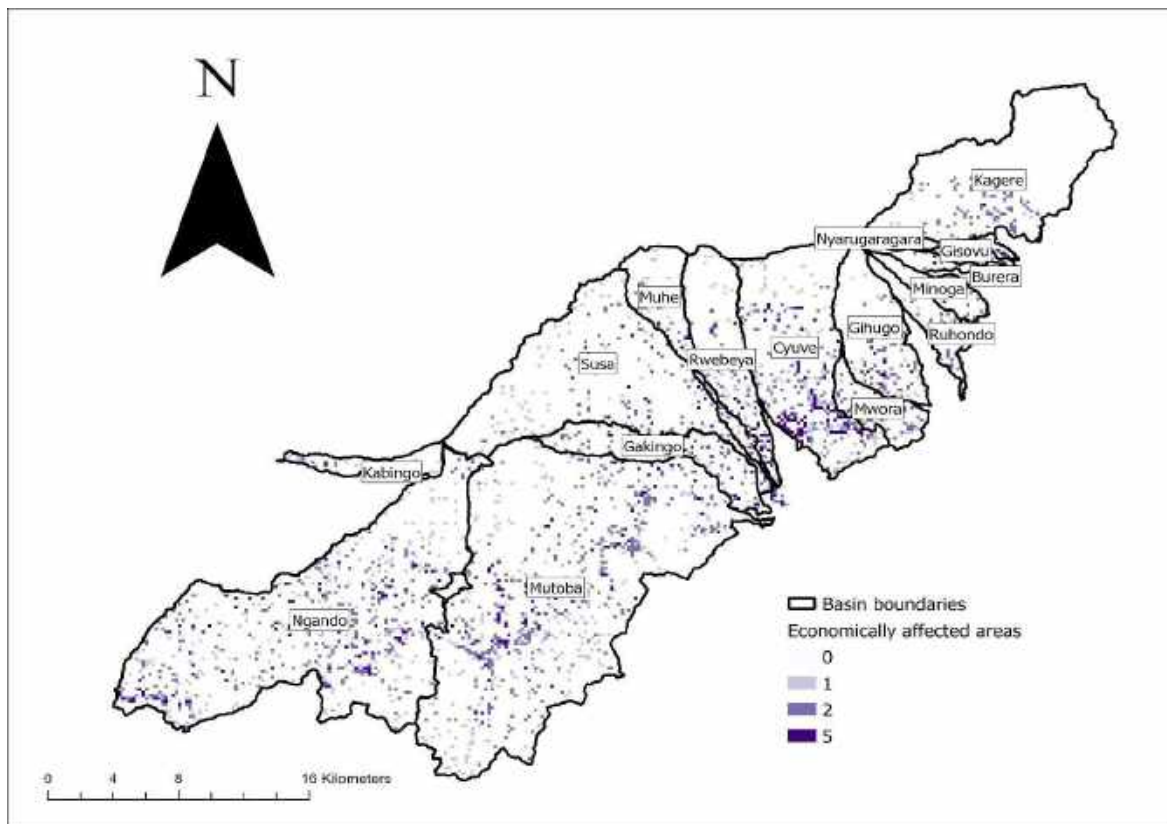 N
Kagere
Nyarugaragara
Gisovu
Burera
Minoga
Muhe
Gihugo
Ruhondo
Cyuve
Rwebeya
Susa
Mwora
Gakingo
Kabingo
Mutoba
Ngando
Basin boundaries
Economically affected areas
0
1
2
5
0 4 8 16 Kilometers